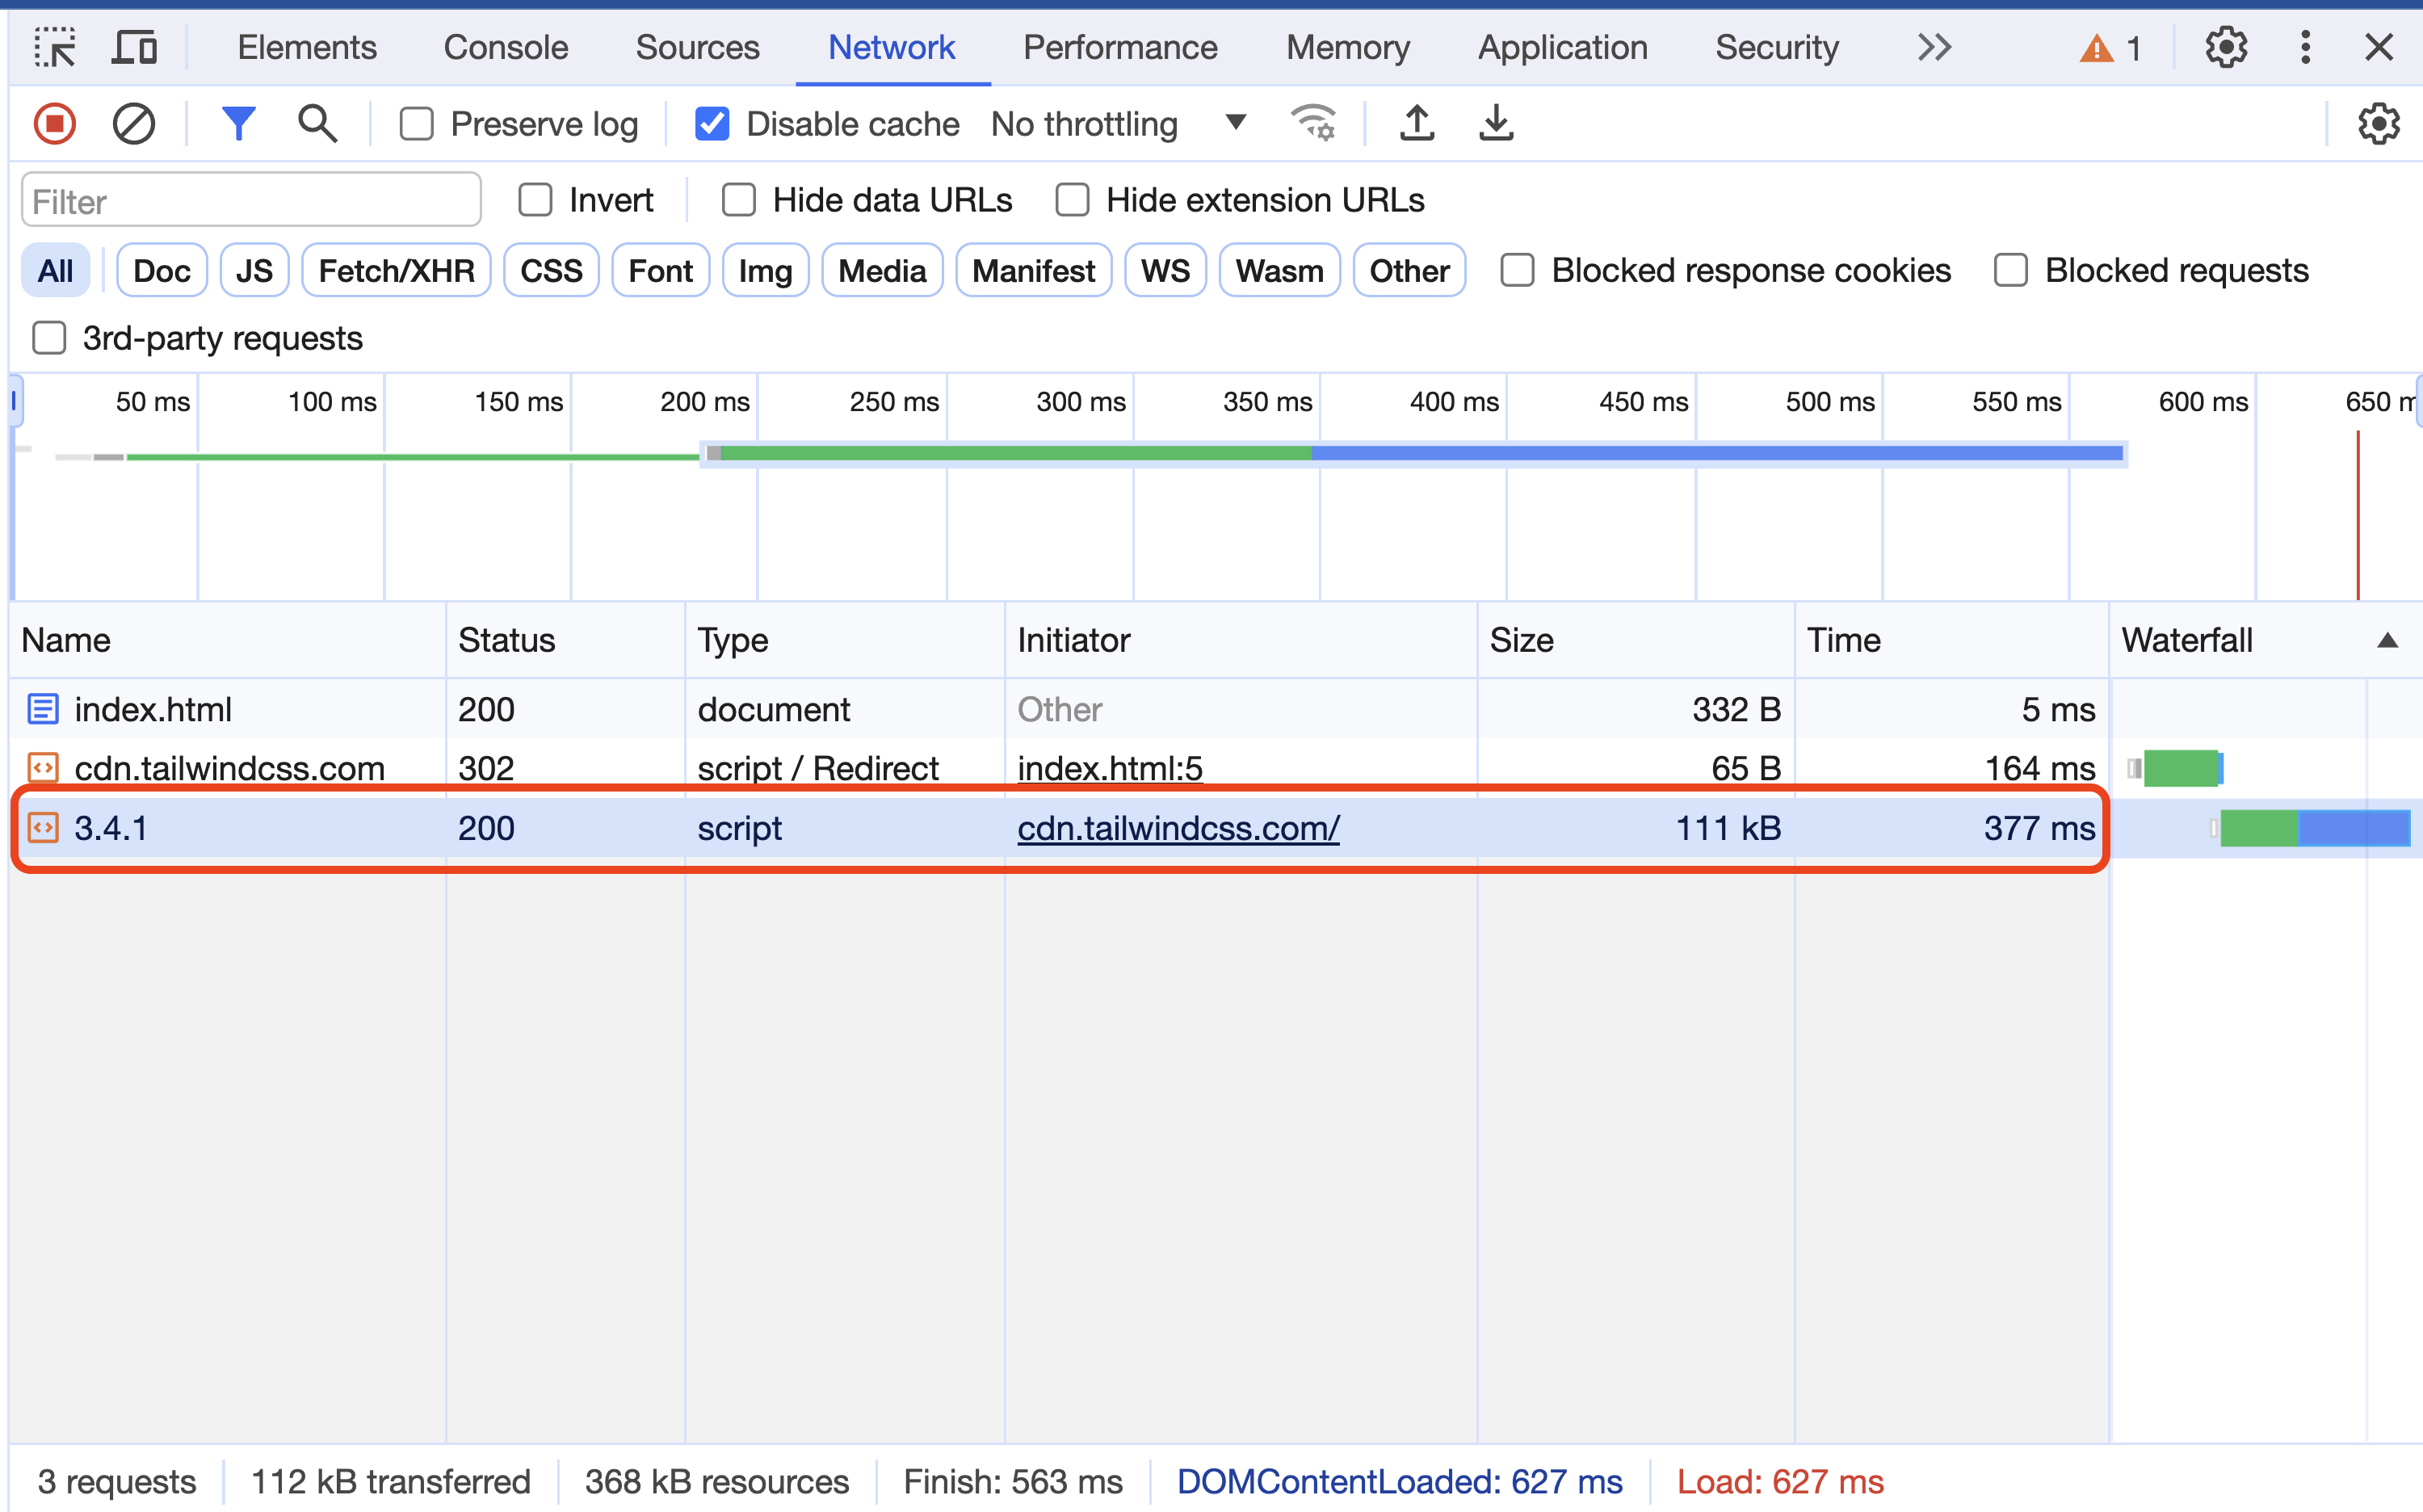 Elements Console Sources Network Performance Memory Application Security 1
Preserve log Disable cache No throttling
Filter Invert Hide data URLs Hide extension URLs
All Doc JS Fetch/XHR CSS Font Img Media Manifest WS Wasm Other Blocked response cookies Blocked requests
3rd-party requests
50 ms 100 ms 150 ms 200 ms 250 ms 300 ms 350 ms 400 ms 450 ms 500 ms 550 ms 600 ms 650 m
Name Status Type Initiator Size Time Waterfall
index.html 200 document Other 332 B 5 ms
cdn.tailwindcss.com 302 script / Redirect index.html:5 65 B 164 ms
3.4.1 200 script cdn.tailwindcss.com/ 111 kB 377 ms
3 requests 112 kB transferred 368 kB resources Finish: 563 ms DOMContentLoaded: 627 ms Load: 627 ms